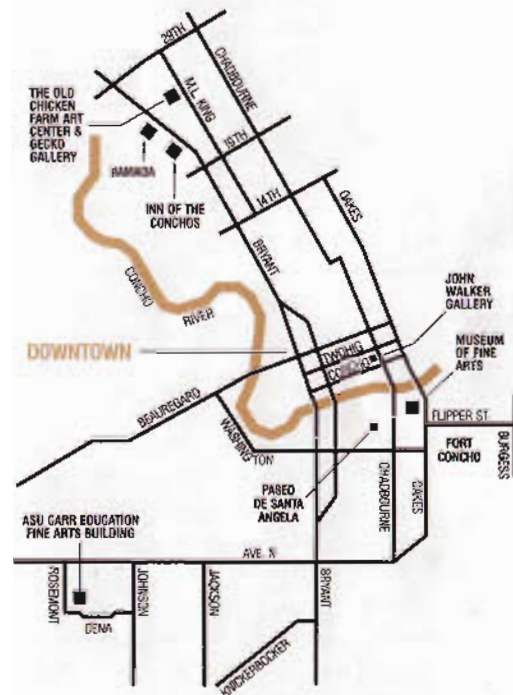 29TH
CHADBOURNE
M.L. KING
THE OLD
CHICKEN
FARM ART
CENTER &
GECKO
GALLERY
19TH
RAMADA
INN OF THE
CONCHOS
14TH
OAKES
BRYANT
CONCHO
RIVER
JOHN
WALKER
GALLERY
DOWNTOWN
TWOHIG
CONCHO
MUSEUM
OF FINE
ARTS
BEAUREGARD
WASHING
TON
FLIPPER ST.
FORT
CONCHO
BURGESS
PASEO
DE SANTA
ANGELA
CHADBOURNE
OAKES
ASU CARR EDUCATION
FINE ARTS BUILDING
AVE. N
ROSEMONT
JOHNSON
JACKSON
BRYANT
DENA
KNICKERBOCKER